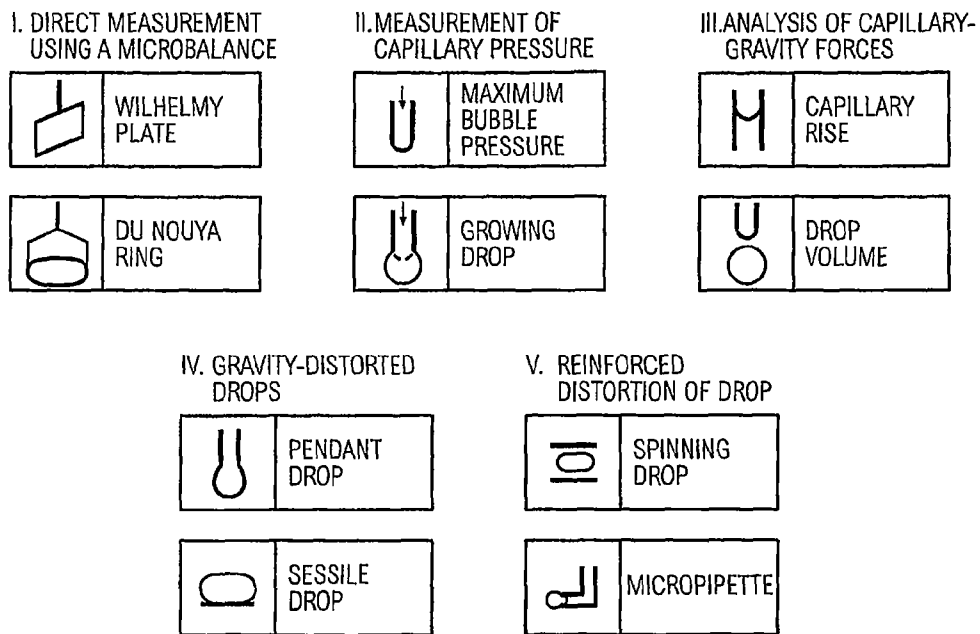 I. DIRECT MEASUREMENT
USING A MICROBALANCE
WILHELMY
PLATE
DU NOUYA
RING
II.MEASUREMENT OF
CAPILLARY PRESSURE
MAXIMUM
BUBBLE
PRESSURE
GROWING
DROP
III.ANALYSIS OF CAPILLARY-
GRAVITY FORCES
CAPILLARY
RISE
DROP
VOLUME
IV. GRAVITY-DISTORTED
DROPS
PENDANT
DROP
SESSILE
DROP
V. REINFORCED
DISTORTION OF DROP
SPINNING
DROP
MICROPIPETTE